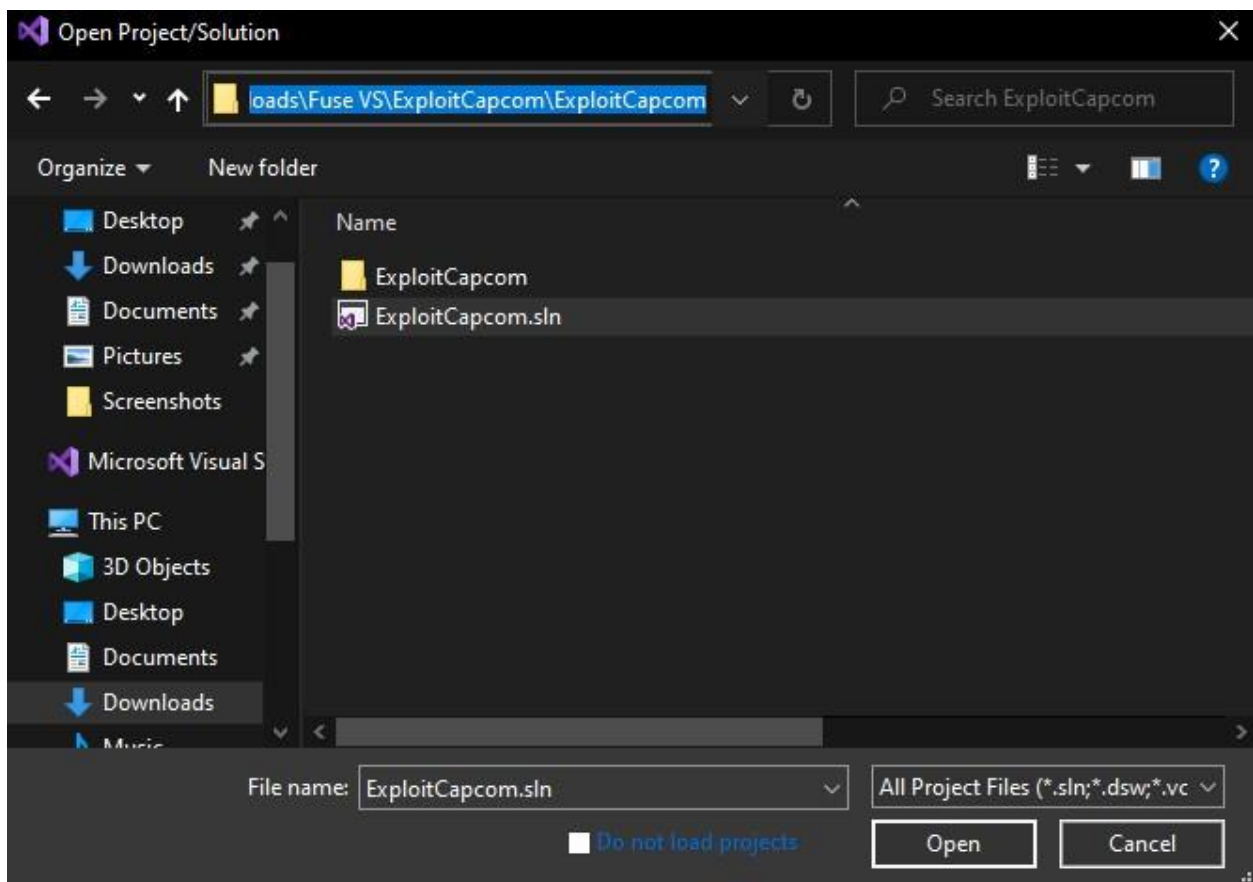 Open Project/Solution
oads\Fuse VS\ExploitCapcom\ExploitCapcom
Search ExploitCapcom
Organize
New folder
Name
Desktop
Downloads
Documents
Pictures
Screenshots
Microsoft Visual S
This PC
3D Objects
Desktop
Documents
Downloads
Music
ExploitCapcom
ExploitCapcom.sln
File name: ExploitCapcom.sln
All Project Files (*.sln;*.dsw;*.vc
Do not load projects
Open
Cancel